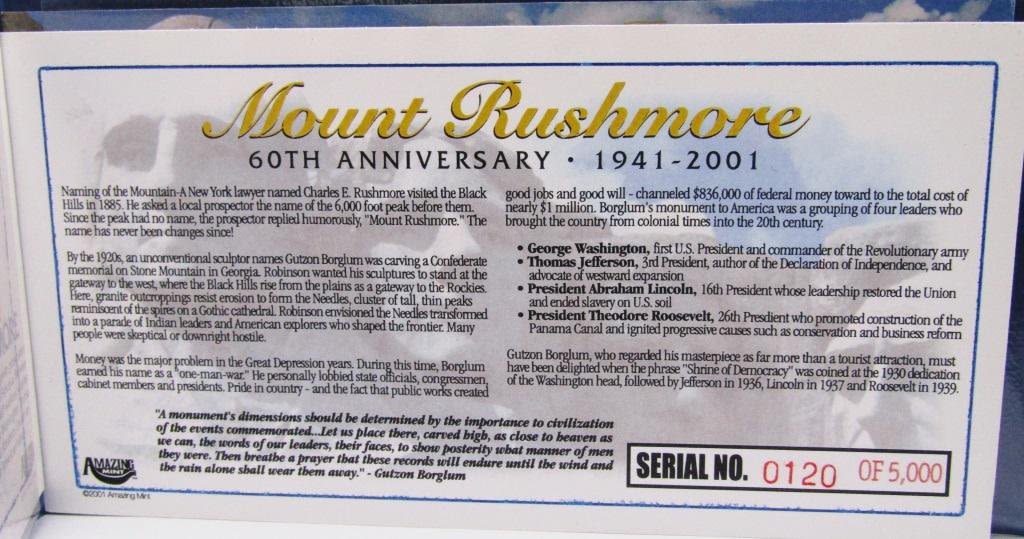 Mount Rushmore
60TH ANNIVERSARY · 1941-2001
Naming of the Mountain-A New York lawyer named Charles E. Rushmore visited the Black
Hills in 1885. He asked a local prospector the name of the 6,000 foot peak before them.
Since the peak had no name, the prospector replied humorously, "Mount Rushmore." The
name has never been changes since!
By the 1920s, an unconventional sculptor names Gutzon Borglum was carving a Confederate
memorial on Stone Mountain in Georgia. Robinson wanted his sculptures to stand at the
gateway to the west, where the Black Hills rise from the plains as a gateway to the Rockies.
Here, granite outcroppings resist erosion to form the Needles, cluster of tall, thin peaks
reminiscent of the spires on a Gothic cathedral. Robinson envisioned the Needles transformed
into a parade of Indian leaders and American explorers who shaped the frontier. Many
people were skeptical or downright hostile.
Money was the major problem in the Great Depression years. During this time, Borglum
earned his name as a "one-man-war." He personally lobbied state officials, congressmen,
cabinet members and presidents. Pride in country - and the fact that public works created
good jobs and good will - channeled $836,000 of federal money toward to the total cost of
nearly $1 million. Borglum's monument to America was a grouping of four leaders who
brought the country from colonial times into the 20th century.
• George Washington, first U.S. President and commander of the Revolutionary army
• Thomas Jefferson, 3rd President, author of the Declaration of Independence, and
advocate of westward expansion
• President Abraham Lincoln, 16th President whose leadership restored the Union
and ended slavery on U.S. soil
• President Theodore Roosevelt, 26th Presdient who promoted construction of the
Panama Canal and ignited progressive causes such as conservation and business reform
Gutzon Borglum, who regarded his masterpiece as far more than a tourist attraction, must
have been delighted when the phrase "Shrine of Democracy" was coined at the 1930 dedication
of the Washington head, followed by Jefferson in 1936, Lincoln in 1937 and Roosevelt in 1939.
"A monument's dimensions should be determined by the importance to civilization
of the events commemorated...Let us place there, carved high, as close to heaven as
we can, the words of our leaders, their faces, to show posterity what manner of men
they were. Then breathe a prayer that these records will endure until the wind and
the rain alone shall wear them away." - Gutzon Borglum
AMAZING
MINT
©2001 Amazing Mint
SERIAL NO. 0120 OF 5,000